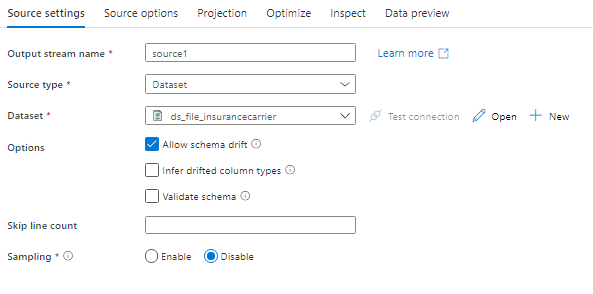 Source settings Source options Projection Optimize Inspect Data preview
Output stream name * source1 Learn more
Source type * Dataset
Dataset * ds_file_insurancecarrier Test connection Open New
Options Allow schema drift
Infer drifted column types
Validate schema
Skip line count
Sampling * Enable Disable